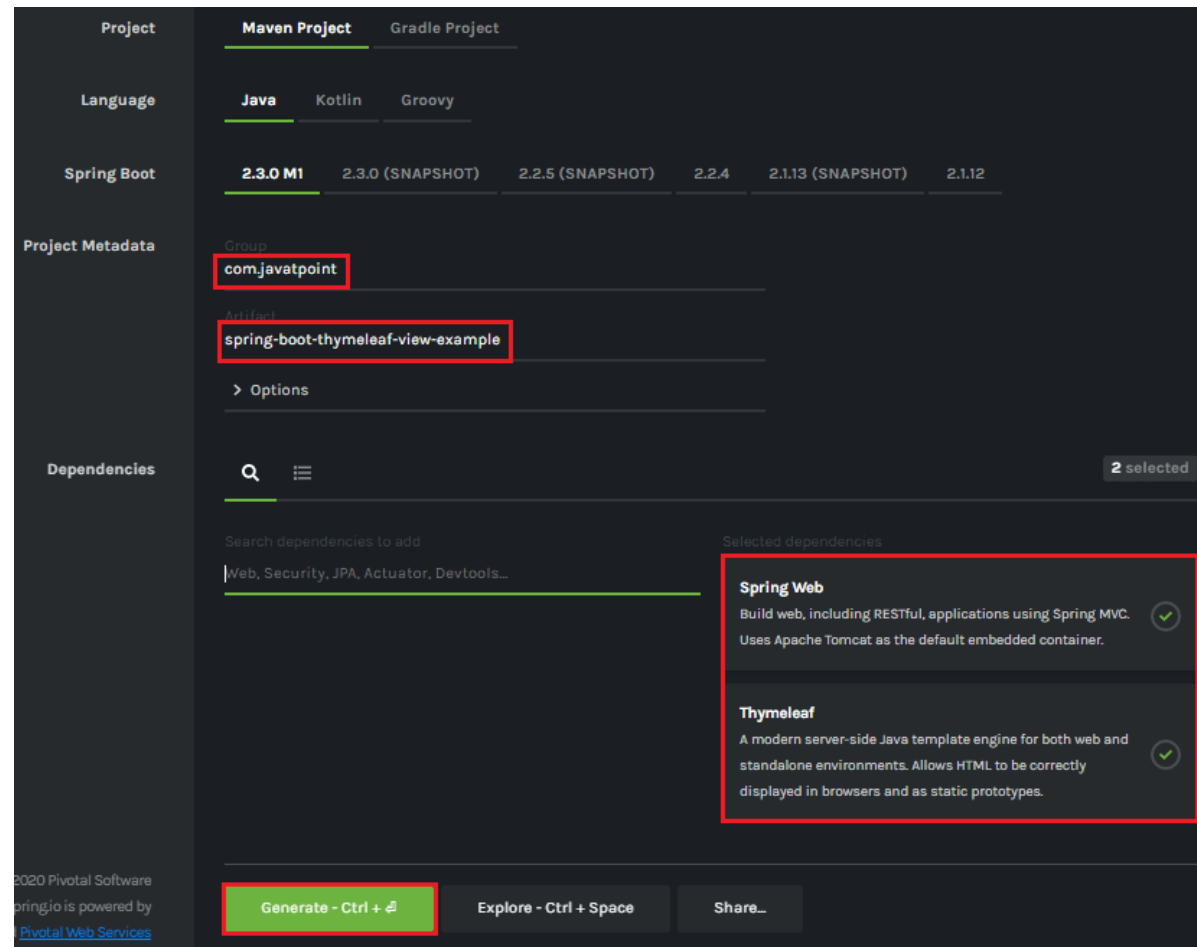 Project
Maven Project Gradle Project
Language
Java Kotlin Groovy
Spring Boot
2.3.0 M1 2.3.0 (SNAPSHOT) 2.2.5 (SNAPSHOT) 2.2.4 2.1.13 (SNAPSHOT) 2.1.12
Project Metadata
Group
com.javatpoint
Artifact
spring-boot-thymeleaf-view-example
> Options
Dependencies
2 selected
Search dependencies to add
Web, Security, JPA, Actuator, Devtools...
Selected dependencies
Spring Web
Build web, including RESTful, applications using Spring MVC.
Uses Apache Tomcat as the default embedded container.
Thymeleaf
A modern server-side Java template engine for both web and
standalone environments. Allows HTML to be correctly
displayed in browsers and as static prototypes.
2020 Pivotal Software
pring.io is powered by
Pivotal Web Services
Generate - Ctrl + ⏎
Explore - Ctrl + Space
Share...